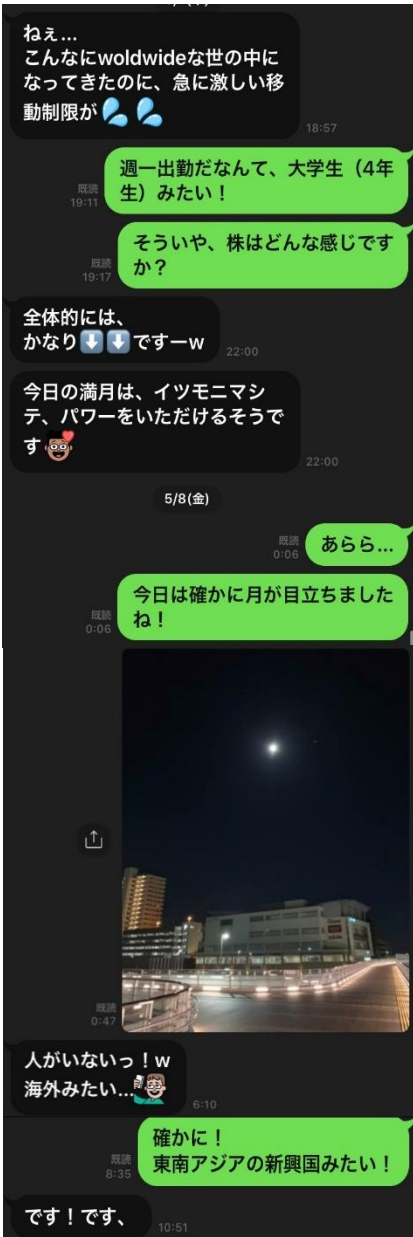 ねぇ...
こんなにwoldwideな世の中に
なってきたのに、急に激しい移
動制限が💦 💦
18:57
週一出勤だなんて、大学生（4年
生）みたい！
既読
19:11
そういや、株はどんな感じです
か？
既読
19:17
全体的には、
かなり⬇️⬇️ですーw
22:00
今日の満月は、イツモニマシ
テ、パワーをいただけるそうで
す
22:00
5/8(金)
あらら...
既読
0:06
今日は確かに月が目立ちました
ね！
既読
0:06
既読
0:47
人がいないっ！w
海外みたい...
6:10
確かに！
東南アジアの新興国みたい！
既読
8:35
です！です、
10:51